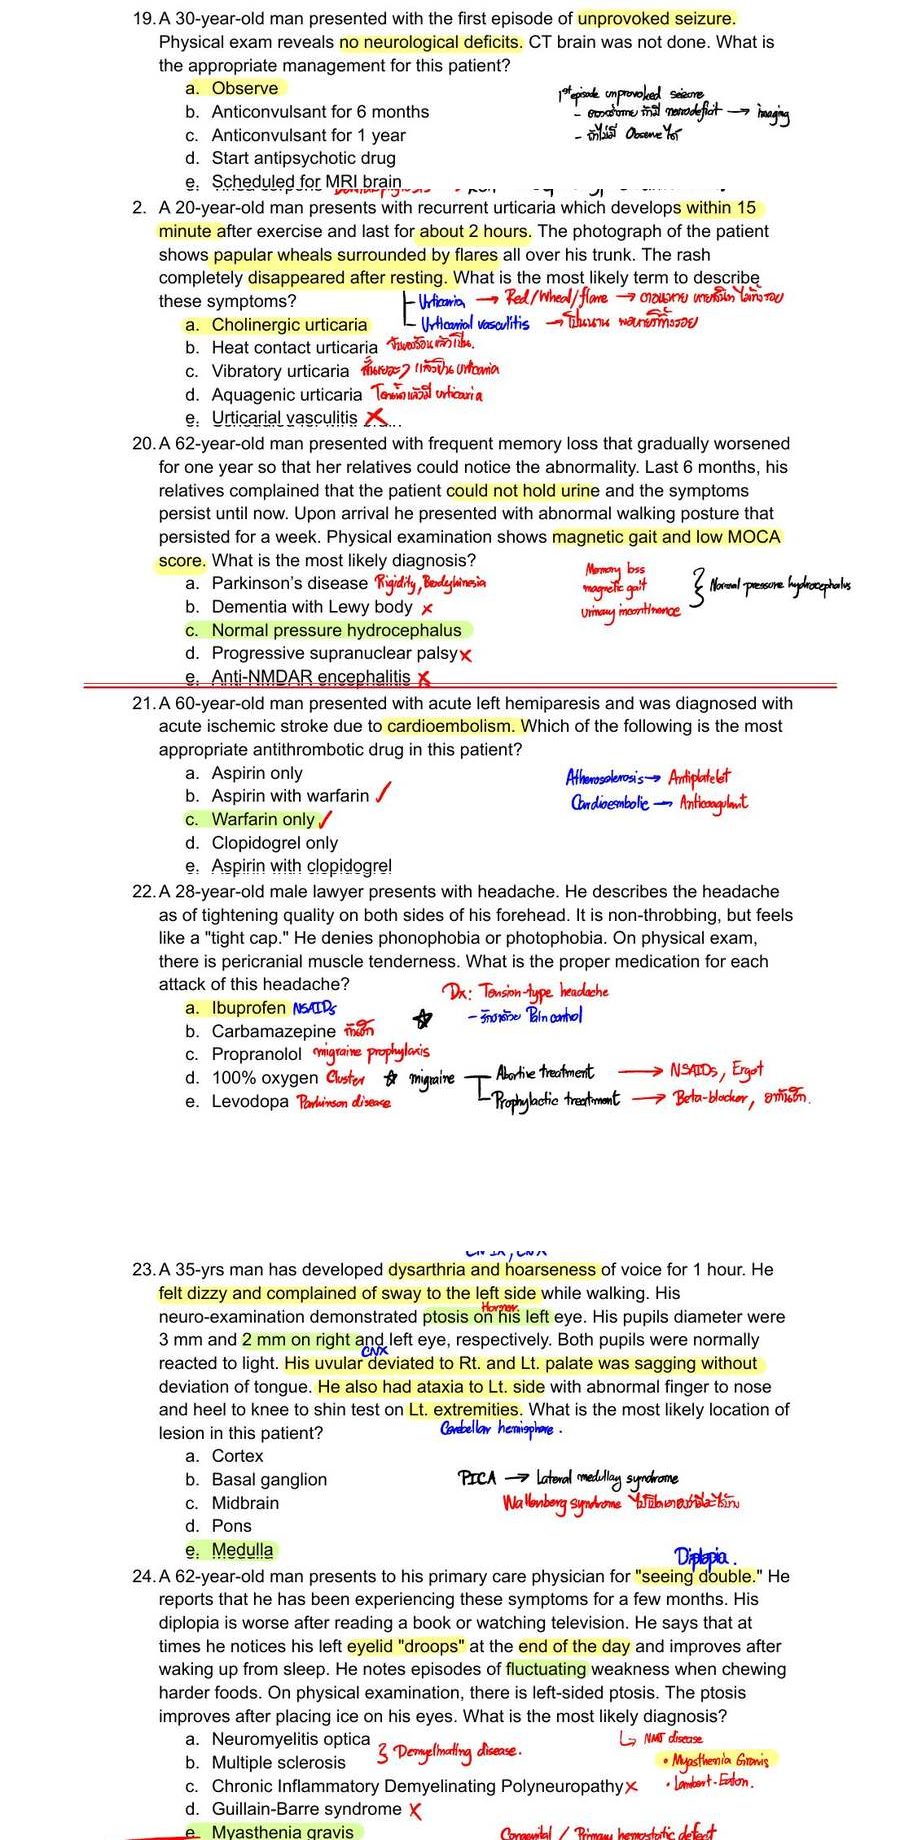 19. A 30-year-old man presented with the first episode of unprovoked seizure.
Physical exam reveals no neurological deficits. CT brain was not done. What is
the appropriate management for this patient?
a. Observe
1st episode unprovoked seizure
b. Anticonvulsant for 6 months
neurodeficit → imaging
c. Anticonvulsant for 1 year
- ถ้าไม่มี Observe ได้
d. Start antipsychotic drug
e. Scheduled for MRI brain
2. A 20-year-old man presents with recurrent urticaria which develops within 15
minute after exercise and last for about 2 hours. The photograph of the patient
shows papular wheals surrounded by flares all over his trunk. The rash
completely disappeared after resting. What is the most likely term to describe
these symptoms?
Urticaria → Red/Wheal/flare →
a. Cholinergic urticaria
Urticarial vasculitis →
b. Heat contact urticaria
c. Vibratory urticaria
d. Aquagenic urticaria
e. Urticarial vasculitis X
20. A 62-year-old man presented with frequent memory loss that gradually worsened
for one year so that her relatives could notice the abnormality. Last 6 months, his
relatives complained that the patient could not hold urine and the symptoms
persist until now. Upon arrival he presented with abnormal walking posture that
persisted for a week. Physical examination shows magnetic gait and low MOCA
score. What is the most likely diagnosis?
Memory loss
magnetic gait
urinary incontinence
Normal pressure hydrocephalus
a. Parkinson's disease Rigidity, Bradykinesia
b. Dementia with Lewy body x
c. Normal pressure hydrocephalus
d. Progressive supranuclear palsy x
e. Anti-NMDAR encephalitis x
21. A 60-year-old man presented with acute left hemiparesis and was diagnosed with
acute ischemic stroke due to cardioembolism. Which of the following is the most
appropriate antithrombotic drug in this patient?
a. Aspirin only
Atherosclerosis → Antiplatelet
b. Aspirin with warfarin ✓
Cardioembolic → Anticoagulant
c. Warfarin only ✓
d. Clopidogrel only
e. Aspirin with clopidogrel
22. A 28-year-old male lawyer presents with headache. He describes the headache
as of tightening quality on both sides of his forehead. It is non-throbbing, but feels
like a "tight cap." He denies phonophobia or photophobia. On physical exam,
there is pericranial muscle tenderness. What is the proper medication for each
attack of this headache?
Dx: Tension-type headache
a. Ibuprofen NSAIDs
- รักษาด้วย Pain control
b. Carbamazepine กันชัก
c. Propranolol migraine prophylaxis
d. 100% oxygen Cluster
☆ migraine
Abortive treatment → NSAIDs, Ergot
Prophylactic treatment → Beta-blocker, ยากันชัก.
e. Levodopa Parkinson disease
CN IX, CN X
23. A 35-yrs man has developed dysarthria and hoarseness of voice for 1 hour. He
felt dizzy and complained of sway to the left side while walking. His
Horner
neuro-examination demonstrated ptosis on his left eye. His pupils diameter were
3 mm and 2 mm on right and left eye, respectively. Both pupils were normally
CNX
reacted to light. His uvular deviated to Rt. and Lt. palate was sagging without
deviation of tongue. He also had ataxia to Lt. side with abnormal finger to nose
and heel to knee to shin test on Lt. extremities. What is the most likely location of
lesion in this patient?
Cerebellar hemisphere.
a. Cortex
b. Basal ganglion
PICA → Lateral medullary syndrome
c. Midbrain
Wallenberg syndrome
d. Pons
e. Medulla
Diplopia.
24. A 62-year-old man presents to his primary care physician for "seeing double." He
reports that he has been experiencing these symptoms for a few months. His
diplopia is worse after reading a book or watching television. He says that at
times he notices his left eyelid "droops" at the end of the day and improves after
waking up from sleep. He notes episodes of fluctuating weakness when chewing
harder foods. On physical examination, there is left-sided ptosis. The ptosis
improves after placing ice on his eyes. What is the most likely diagnosis?
a. Neuromyelitis optica
b. Multiple sclerosis
Demyelinating disease.
↳ NMJ disease
• Myasthenia Gravis
• Lambert-Eaton.
c. Chronic Inflammatory Demyelinating Polyneuropathy x
d. Guillain-Barre syndrome X
e. Myasthenia gravis
Congenital / Primary hemostatic defect